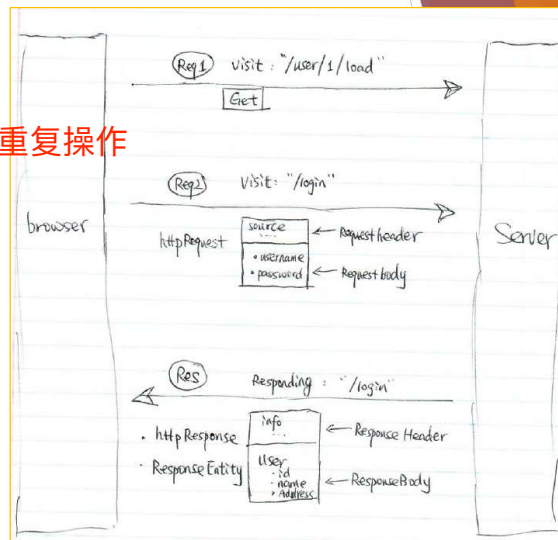 Req1 visit: "/user/1/load"
Get
重复操作
Req2 visit: "/login"
browser
Server
httpRequest
source
...
Request header
• username
• password
Request body
Res Responding: "/login"
info
...
Response Header
• httpResponse
• ResponseEntity
User
• id
• name
• Address
ResponseBody